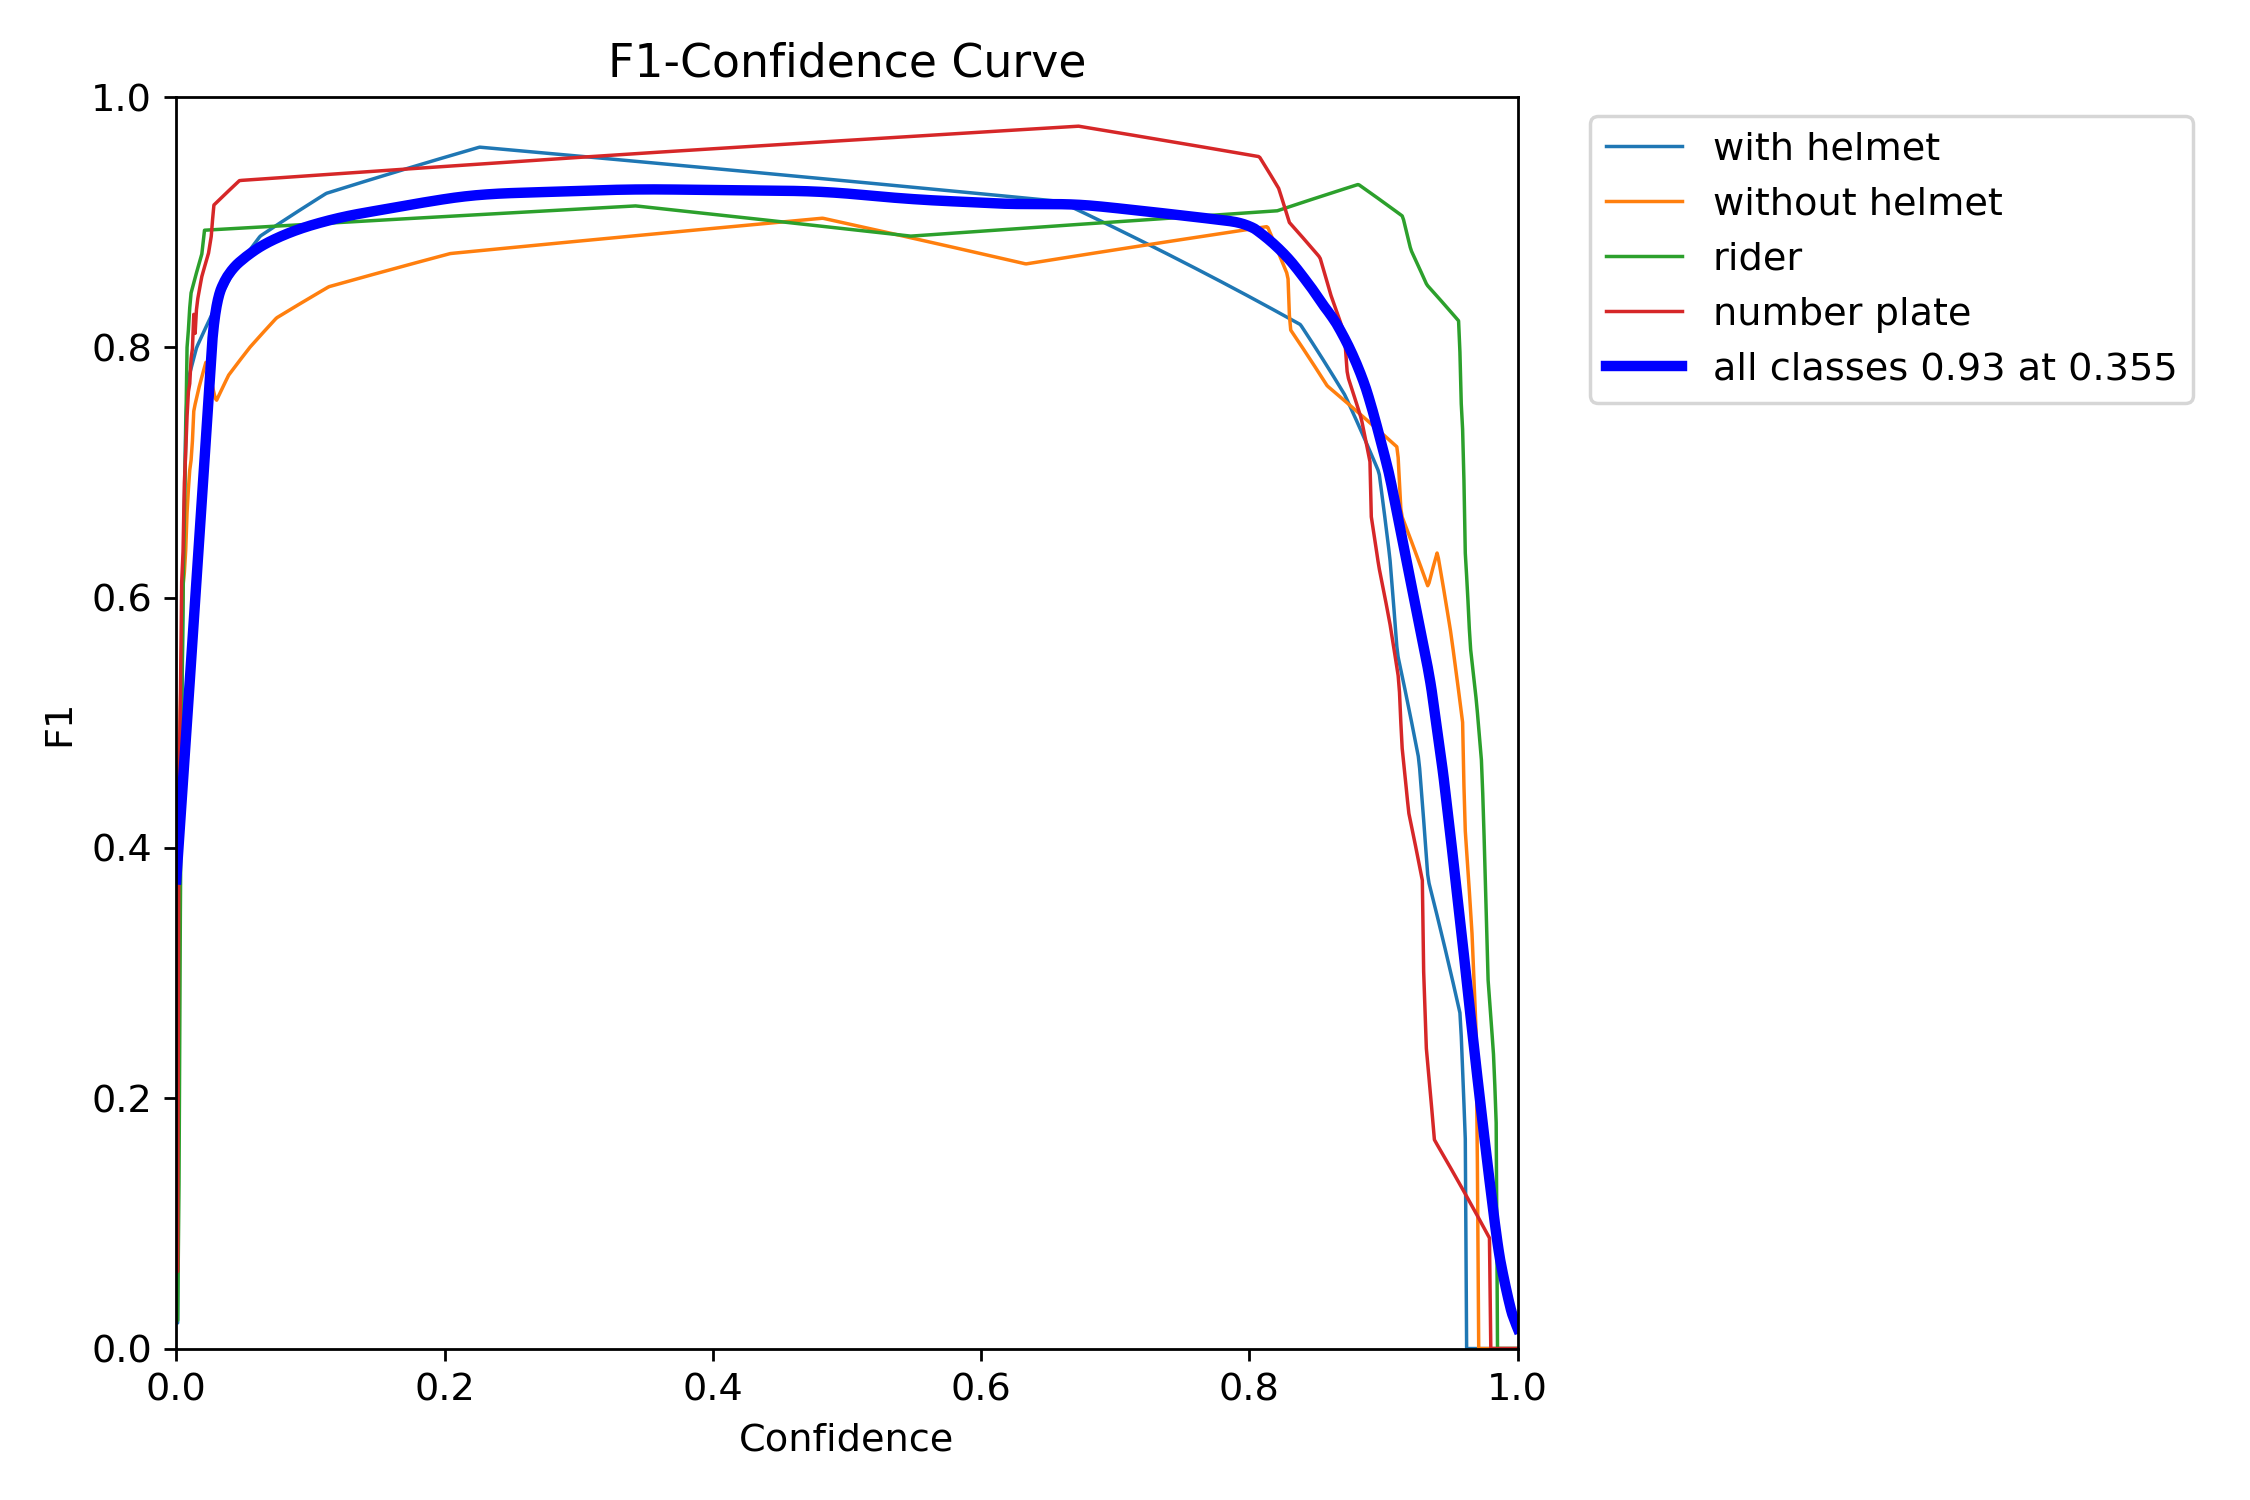 F1-Confidence Curve
1.0
0.8
0.6
0.4
0.2
0.0
F1
0.0 0.2 0.4 0.6 0.8 1.0
Confidence
with helmet
without helmet
rider
number plate
all classes 0.93 at 0.355